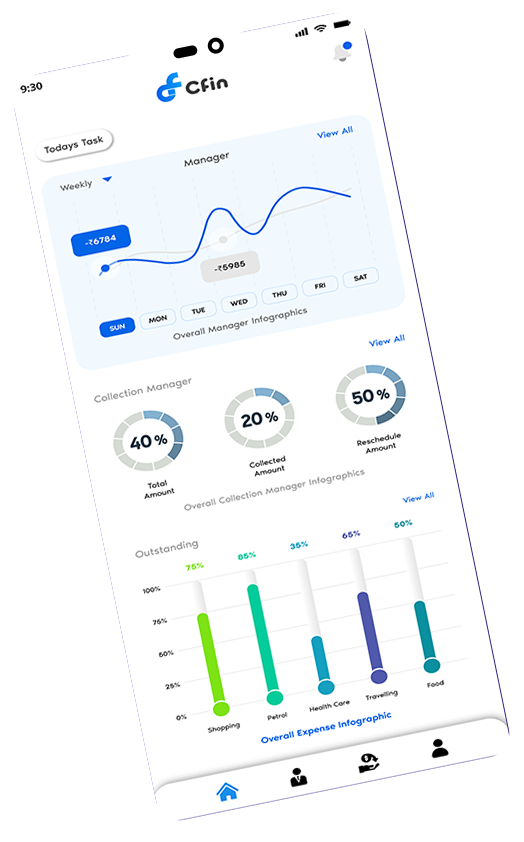 9:30
Cfin
Todays Task
View All
Manager
Weekly
-₹6784
-₹5985
SUN MON TUE WED THU FRI SAT
Overall Manager Infographics
View All
Collection Manager
40% 20% 50%
Total Amount
Collected Amount
Reschedule Amount
Overall Collection Manager Infographics
View All
Outstanding
75% 85% 35% 65% 50%
100%
75%
50%
25%
0%
Shopping Petrol Health Care Travelling Food
Overall Expense Infographic